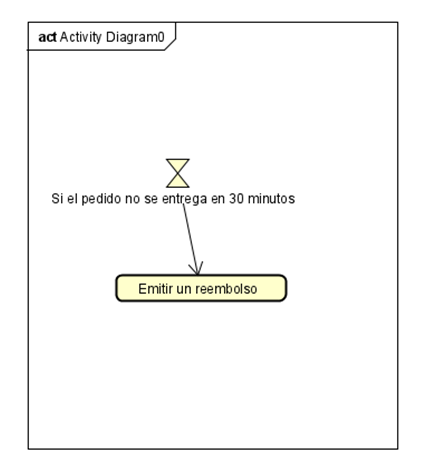 act Activity Diagram0
Si el pedido no se entrega en 30 minutos
Emitir un reembolso